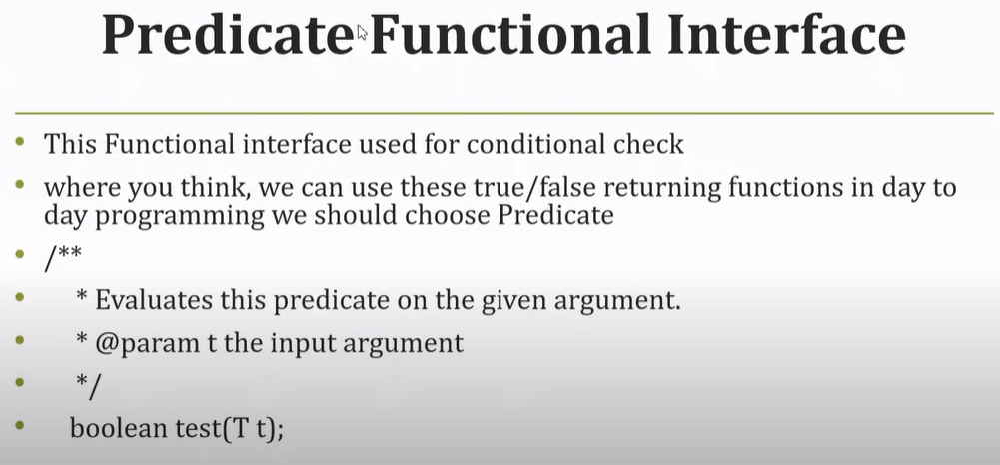 Predicate Functional Interface
• This Functional interface used for conditional check
• where you think, we can use these true/false returning functions in day to
day programming we should choose Predicate
• /**
• * Evaluates this predicate on the given argument.
• * @param t the input argument
• */
• boolean test(T t);